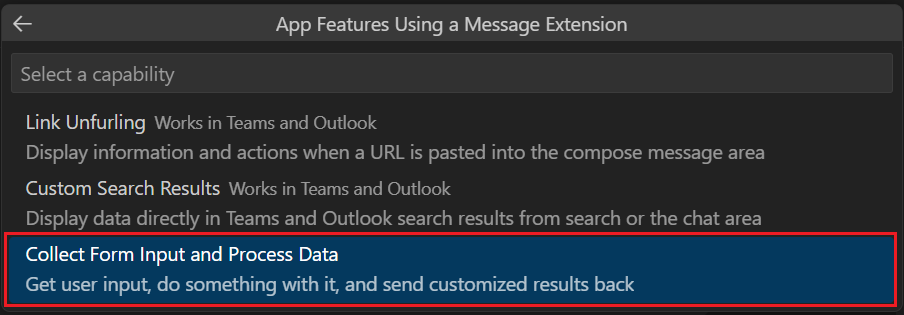 App Features Using a Message Extension
Select a capability
Link Unfurling Works in Teams and Outlook
Display information and actions when a URL is pasted into the compose message area
Custom Search Results Works in Teams and Outlook
Display data directly in Teams and Outlook search results from search or the chat area
Collect Form Input and Process Data
Get user input, do something with it, and send customized results back